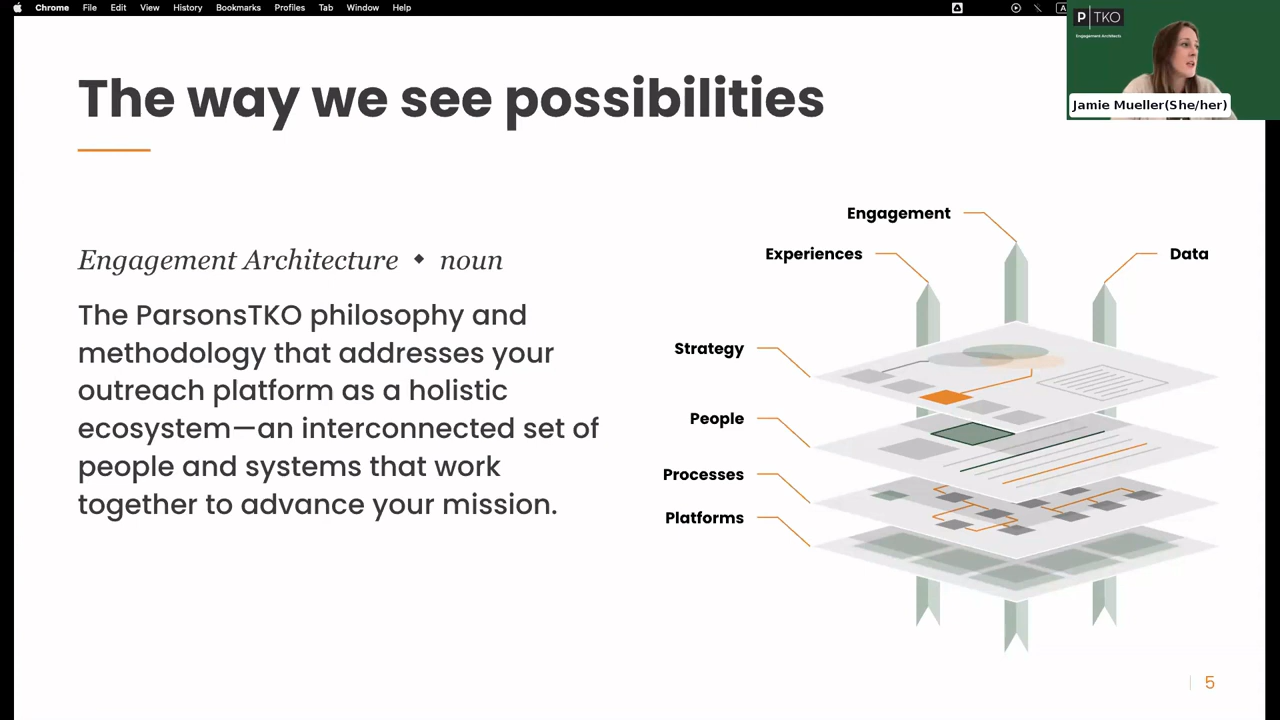 Chrome File Edit View History Bookmarks Profiles Tab Window Help
P TKO
Engagement Architects
Jamie Mueller(She/her)
The way we see possibilities
Engagement Architecture ◆ noun
The ParsonsTKO philosophy and
methodology that addresses your
outreach platform as a holistic
ecosystem—an interconnected set of
people and systems that work
together to advance your mission.
Engagement
Experiences
Data
Strategy
People
Processes
Platforms
5